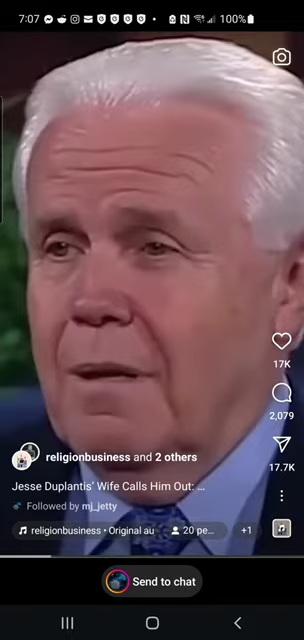 7:07
100%
17K
2,079
17.7K
religionbusiness and 2 others
Jesse Duplantis' Wife Calls Him Out: ...
Followed by mj_jetty
religionbusiness • Original au
20 pe...
+1
Send to chat